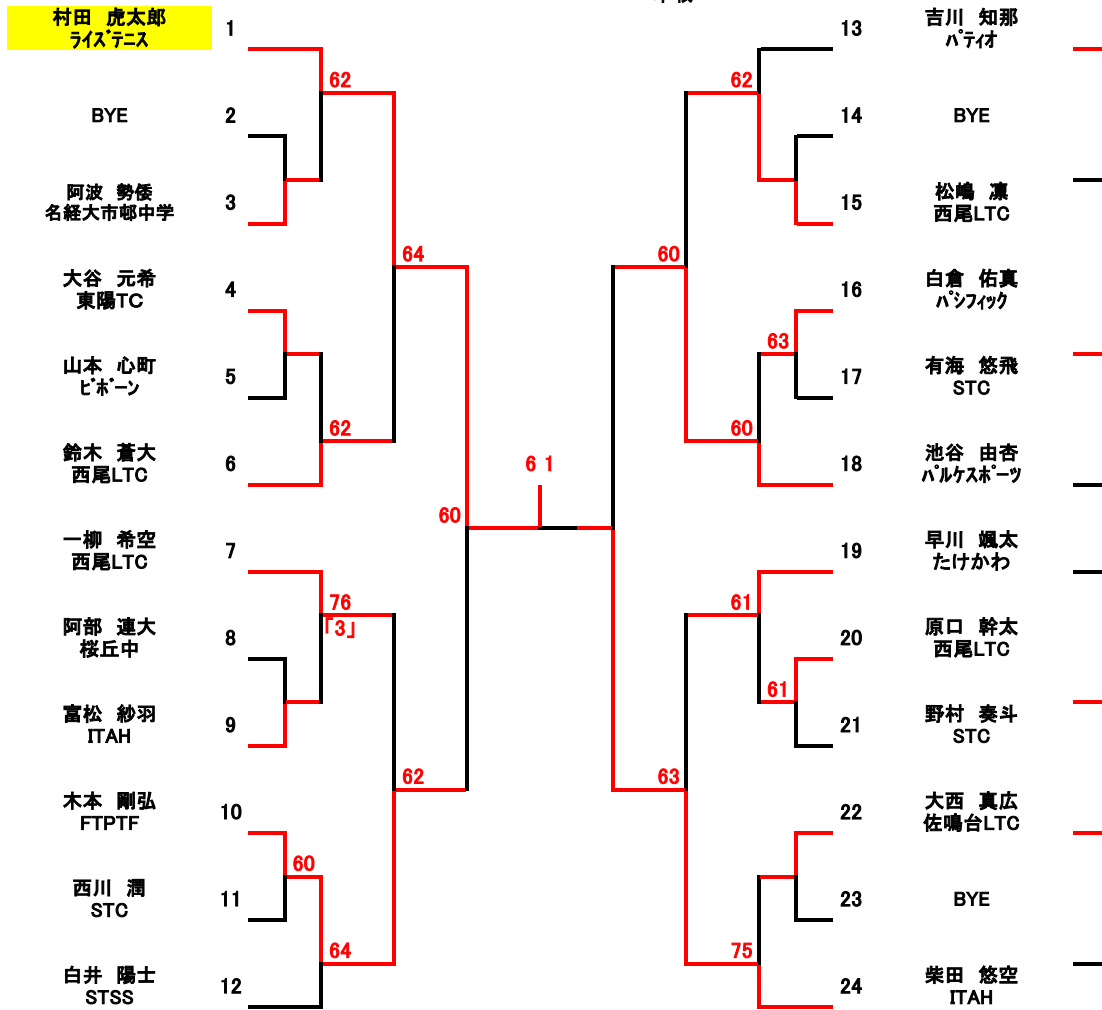 村田 虎太郎
ライズテニス
1
62
BYE
2
阿波 勢倭
名経大市邨中学
3
64
大谷 元希
東陽TC
4
山本 心町
ビボーン
5
62
鈴木 蒼大
西尾LTC
6
60
一柳 希空
西尾LTC
7
76
「3」
阿部 連大
桜丘中
8
富松 紗羽
ITAH
9
62
木本 剛弘
FTPTF
10
60
西川 潤
STC
11
64
白井 陽士
STSS
12
6 1
13
吉川 知那
パティオ
62
14
BYE
15
松嶋 凛
西尾LTC
60
16
白倉 佑真
パシフィック
63
17
有海 悠飛
STC
60
18
池谷 由杏
パルケスポーツ
19
早川 颯太
たけかわ
61
20
原口 幹太
西尾LTC
61
21
野村 奏斗
STC
63
22
大西 真広
佐鳴台LTC
23
BYE
75
24
柴田 悠空
ITAH